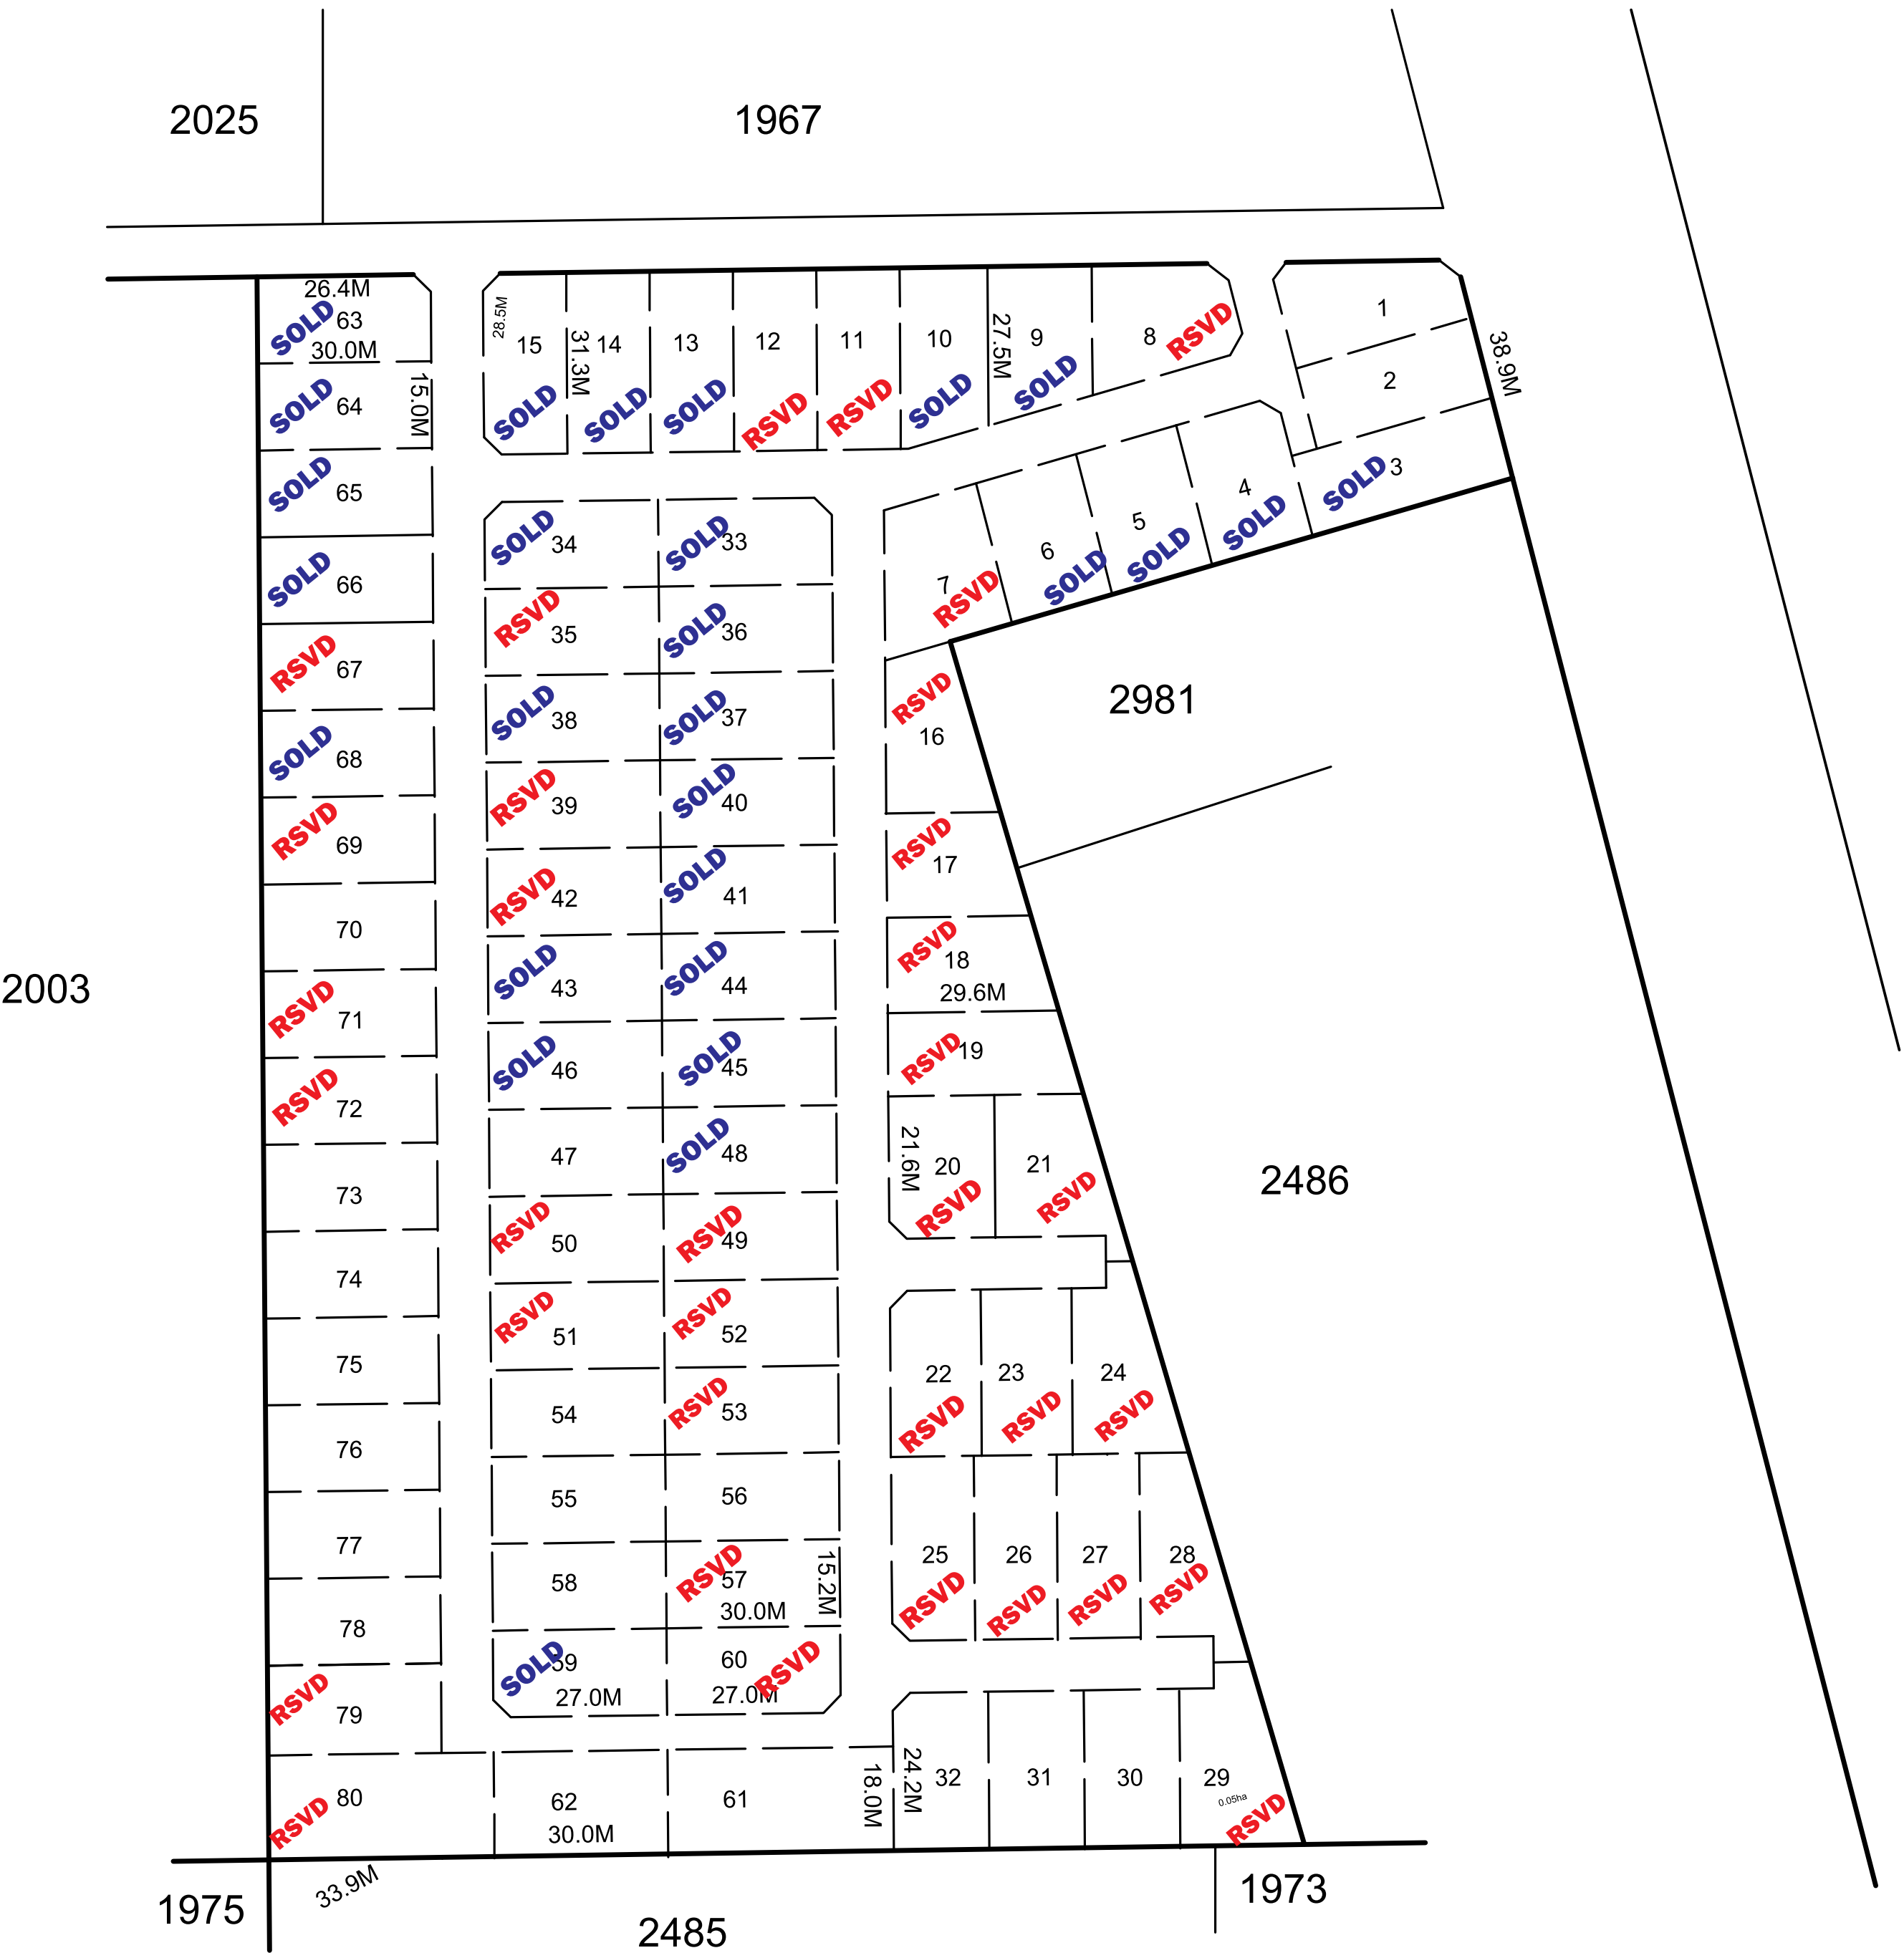 2025
1967
26.4M
SOLD 63
30.0M
SOLD 64
15.0M
SOLD 65
SOLD 66
RSVD 67
SOLD 68
RSVD 69
70
RSVD 71
RSVD 72
73
74
75
76
77
78
RSVD 79
RSVD 80
33.9M
28.5M
15
SOLD
31.3M
14
SOLD
13
SOLD
12
RSVD
11
RSVD
10
SOLD
27.5M
9
SOLD
8
RSVD
1
2
38.9M
SOLD 3
4
SOLD
5
SOLD
6
SOLD
7
RSVD
SOLD 34
SOLD 33
RSVD 35
SOLD 36
SOLD 38
SOLD 37
RSVD 39
SOLD 40
RSVD 42
SOLD 41
SOLD 43
SOLD 44
SOLD 46
SOLD 45
47
SOLD 48
RSVD 50
RSVD 49
RSVD 51
RSVD 52
54
RSVD 53
55
56
58
RSVD 57
30.0M
15.2M
SOLD 59
27.0M
60 RSVD
27.0M
62
30.0M
61
18.0M
RSVD
16
RSVD
17
RSVD
18
29.6M
RSVD 19
21.6M
20
RSVD
21
RSVD
22
RSVD
23
RSVD
24
RSVD
25
RSVD
26
RSVD
27
RSVD
28
RSVD
24.2M
32
31
30
29
0.05ha
RSVD
2981
2486
2003
1975
2485
1973